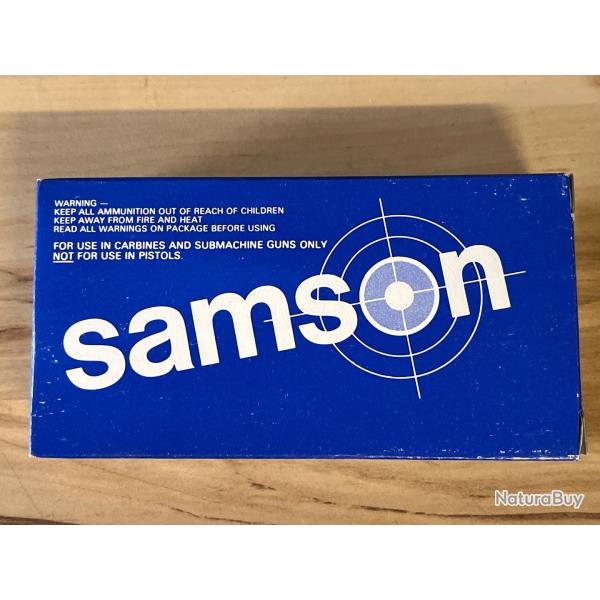 WARNING —
KEEP ALL AMMUNITION OUT OF REACH OF CHILDREN
KEEP AWAY FROM FIRE AND HEAT
READ ALL WARNINGS ON PACKAGE BEFORE USING
FOR USE IN CARBINES AND SUBMACHINE GUNS ONLY
NOT FOR USE IN PISTOLS.
samson
NaturaBuy